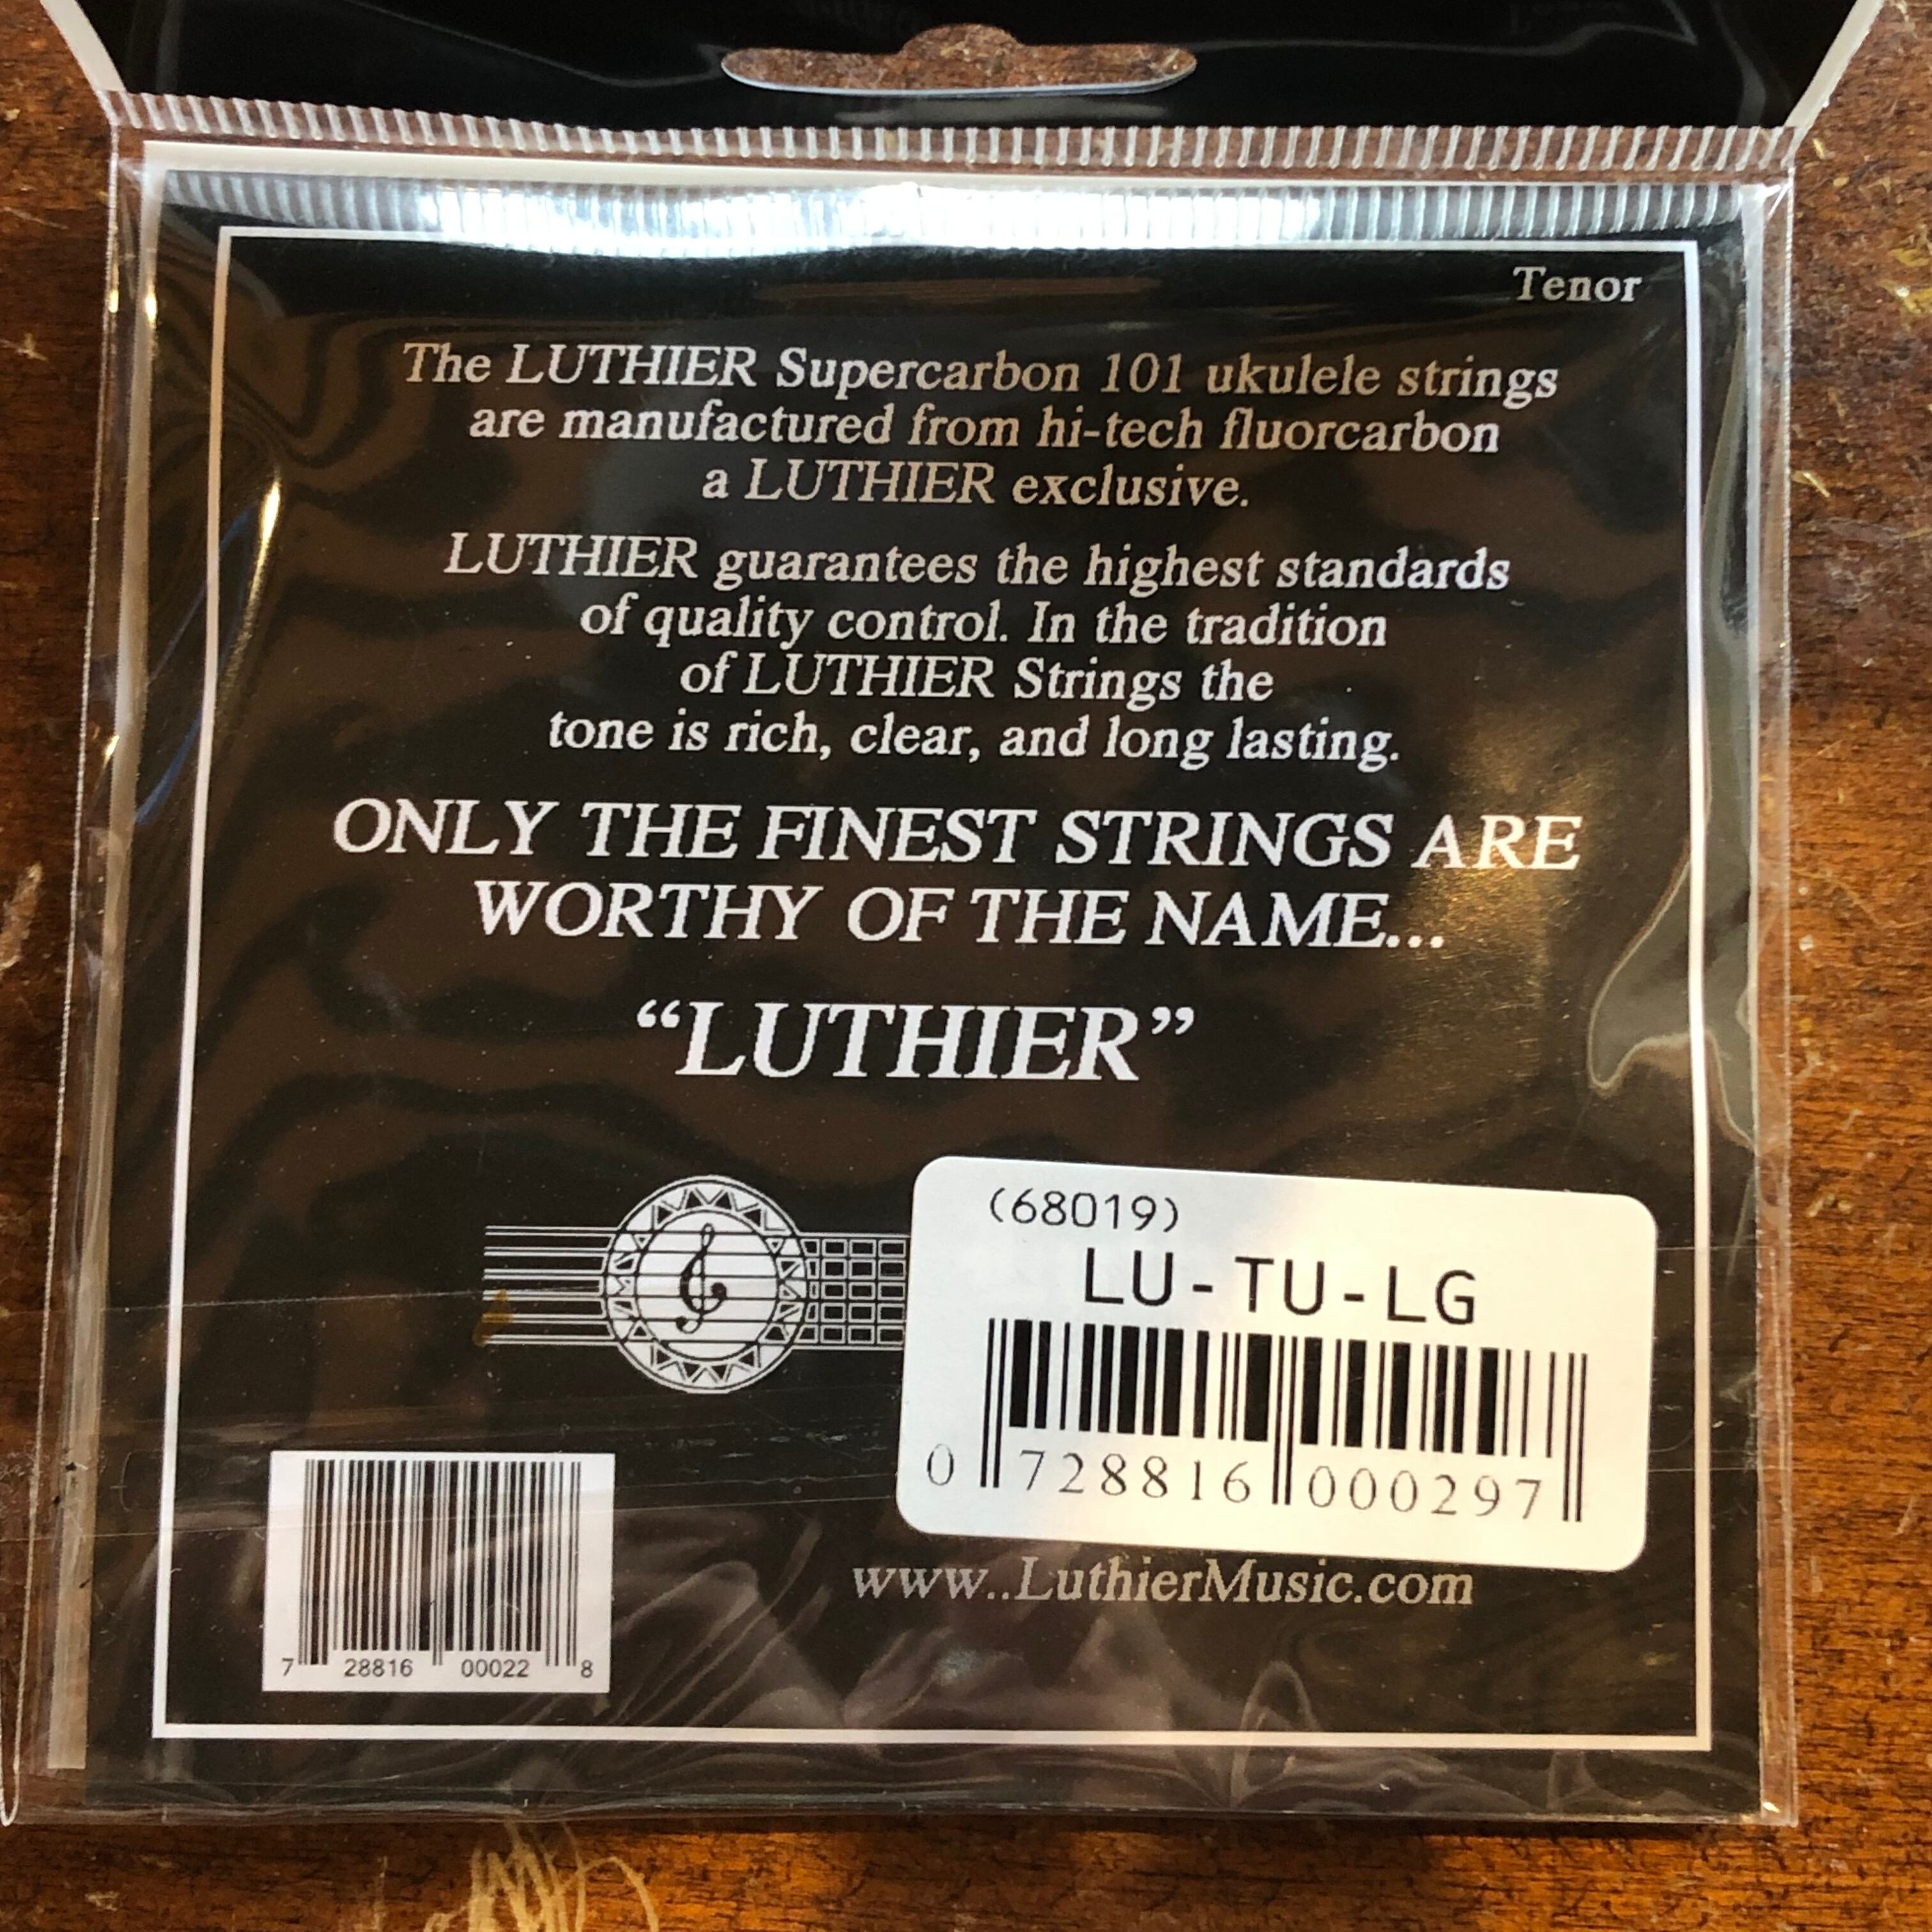 Tenor
The LUTHIER Supercarbon 101 ukulele strings
are manufactured from hi-tech fluorcarbon
a LUTHIER exclusive.
LUTHIER guarantees the highest standards
of quality control. In the tradition
of LUTHIER Strings the
tone is rich, clear, and long lasting.
ONLY THE FINEST STRINGS ARE
WORTHY OF THE NAME...
“LUTHIER”
(68019)
LU-TU-LG
0 728816 000297
7 28816 00022 8
www..LuthierMusic.com